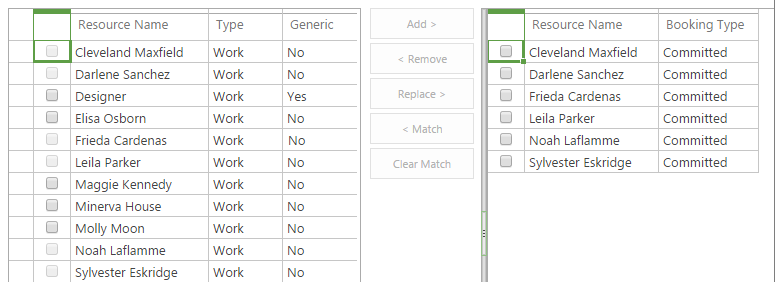 Resource Name Type Generic Add > Resource Name Booking Type
Cleveland Maxfield Work No Cleveland Maxfield Committed
Darlene Sanchez Work No < Remove Darlene Sanchez Committed
Designer Work Yes Replace > Frieda Cardenas Committed
Elisa Osborn Work No Leila Parker Committed
Frieda Cardenas Work No < Match Noah Laflamme Committed
Leila Parker Work No Clear Match Sylvester Eskridge Committed
Maggie Kennedy Work No
Minerva House Work No
Molly Moon Work No
Noah Laflamme Work No
Sylvester Eskridge Work No